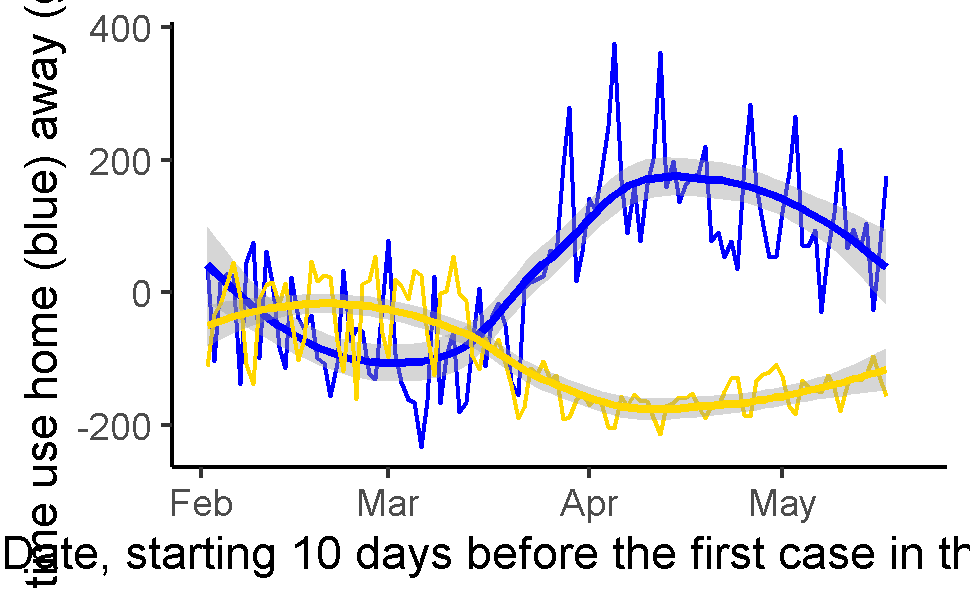 time use home (blue) away (
400
200
0
-200
Feb Mar Apr May
Date, starting 10 days before the first case in th